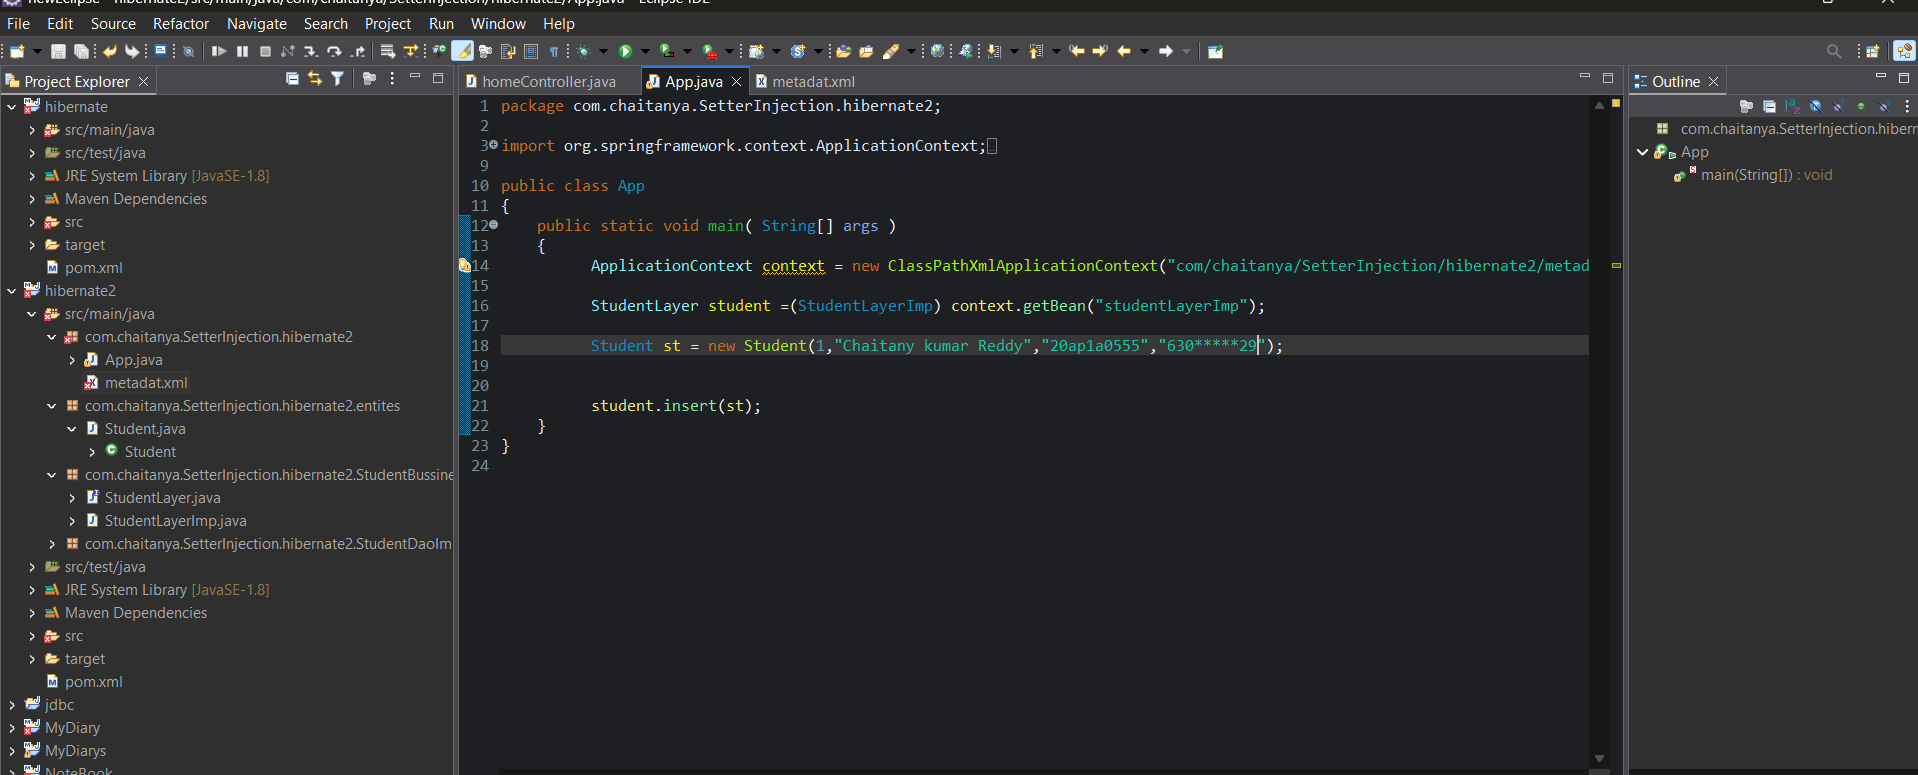 newEclipse - hibernate2/src/main/java/com/chaitanya/SetterInjection/hibernate2/App.java - Eclipse IDE
File Edit Source Refactor Navigate Search Project Run Window Help
Project Explorer
hibernate
src/main/java
src/test/java
JRE System Library [JavaSE-1.8]
Maven Dependencies
src
target
pom.xml
hibernate2
src/main/java
com.chaitanya.SetterInjection.hibernate2
App.java
metadat.xml
com.chaitanya.SetterInjection.hibernate2.entites
Student.java
Student
com.chaitanya.SetterInjection.hibernate2.StudentBussine
StudentLayer.java
StudentLayerImp.java
com.chaitanya.SetterInjection.hibernate2.StudentDaoIm
src/test/java
JRE System Library [JavaSE-1.8]
Maven Dependencies
src
target
pom.xml
jdbc
MyDiary
MyDiarys
NoteBook
homeController.java App.java metadat.xml
1 package com.chaitanya.SetterInjection.hibernate2;
2
3 import org.springframework.context.ApplicationContext;
9
10 public class App
11 {
12 public static void main( String[] args )
13 {
14 ApplicationContext context = new ClassPathXmlApplicationContext("com/chaitanya/SetterInjection/hibernate2/metad
15
16 StudentLayer student =(StudentLayerImp) context.getBean("studentLayerImp");
17
18 Student st = new Student(1,"Chaitany kumar Reddy","20ap1a0555","630*****29");
19
20
21 student.insert(st);
22 }
23 }
24
Outline
com.chaitanya.SetterInjection.hibern
App
main(String[]) : void